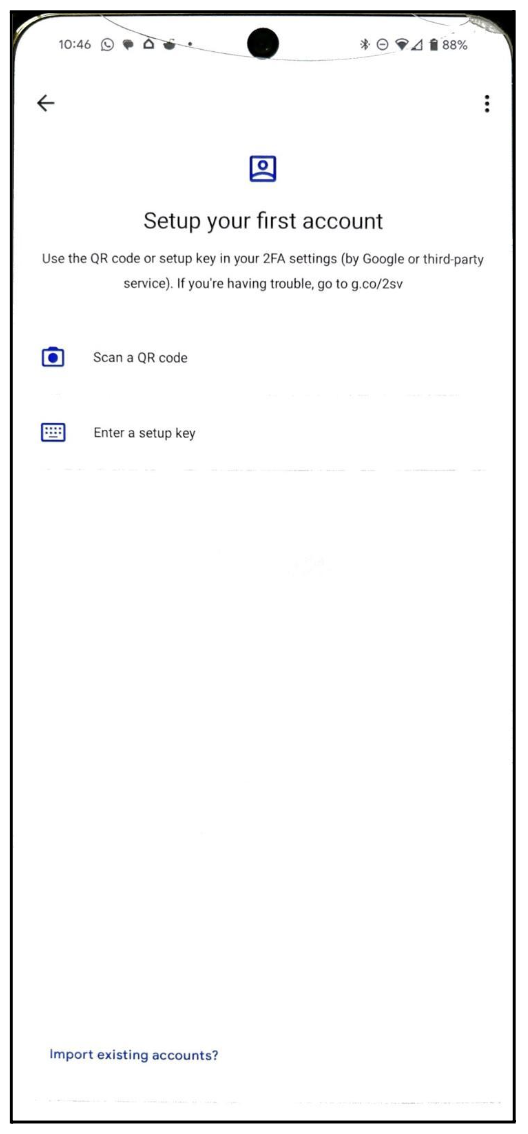 10:46
88%
Setup your first account
Use the QR code or setup key in your 2FA settings (by Google or third-party
service). If you're having trouble, go to g.co/2sv
Scan a QR code
Enter a setup key
Import existing accounts?